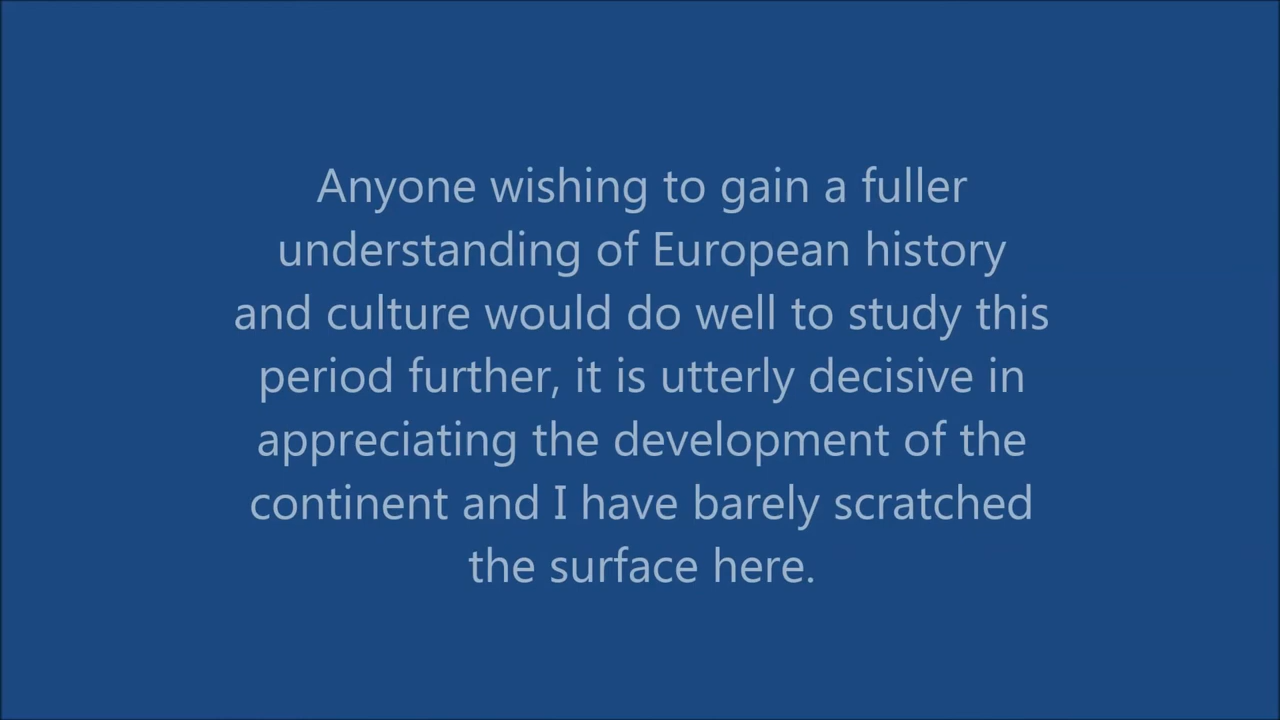 Anyone wishing to gain a fuller
understanding of European history
and culture would do well to study this
period further, it is utterly decisive in
appreciating the development of the
continent and I have barely scratched
the surface here.